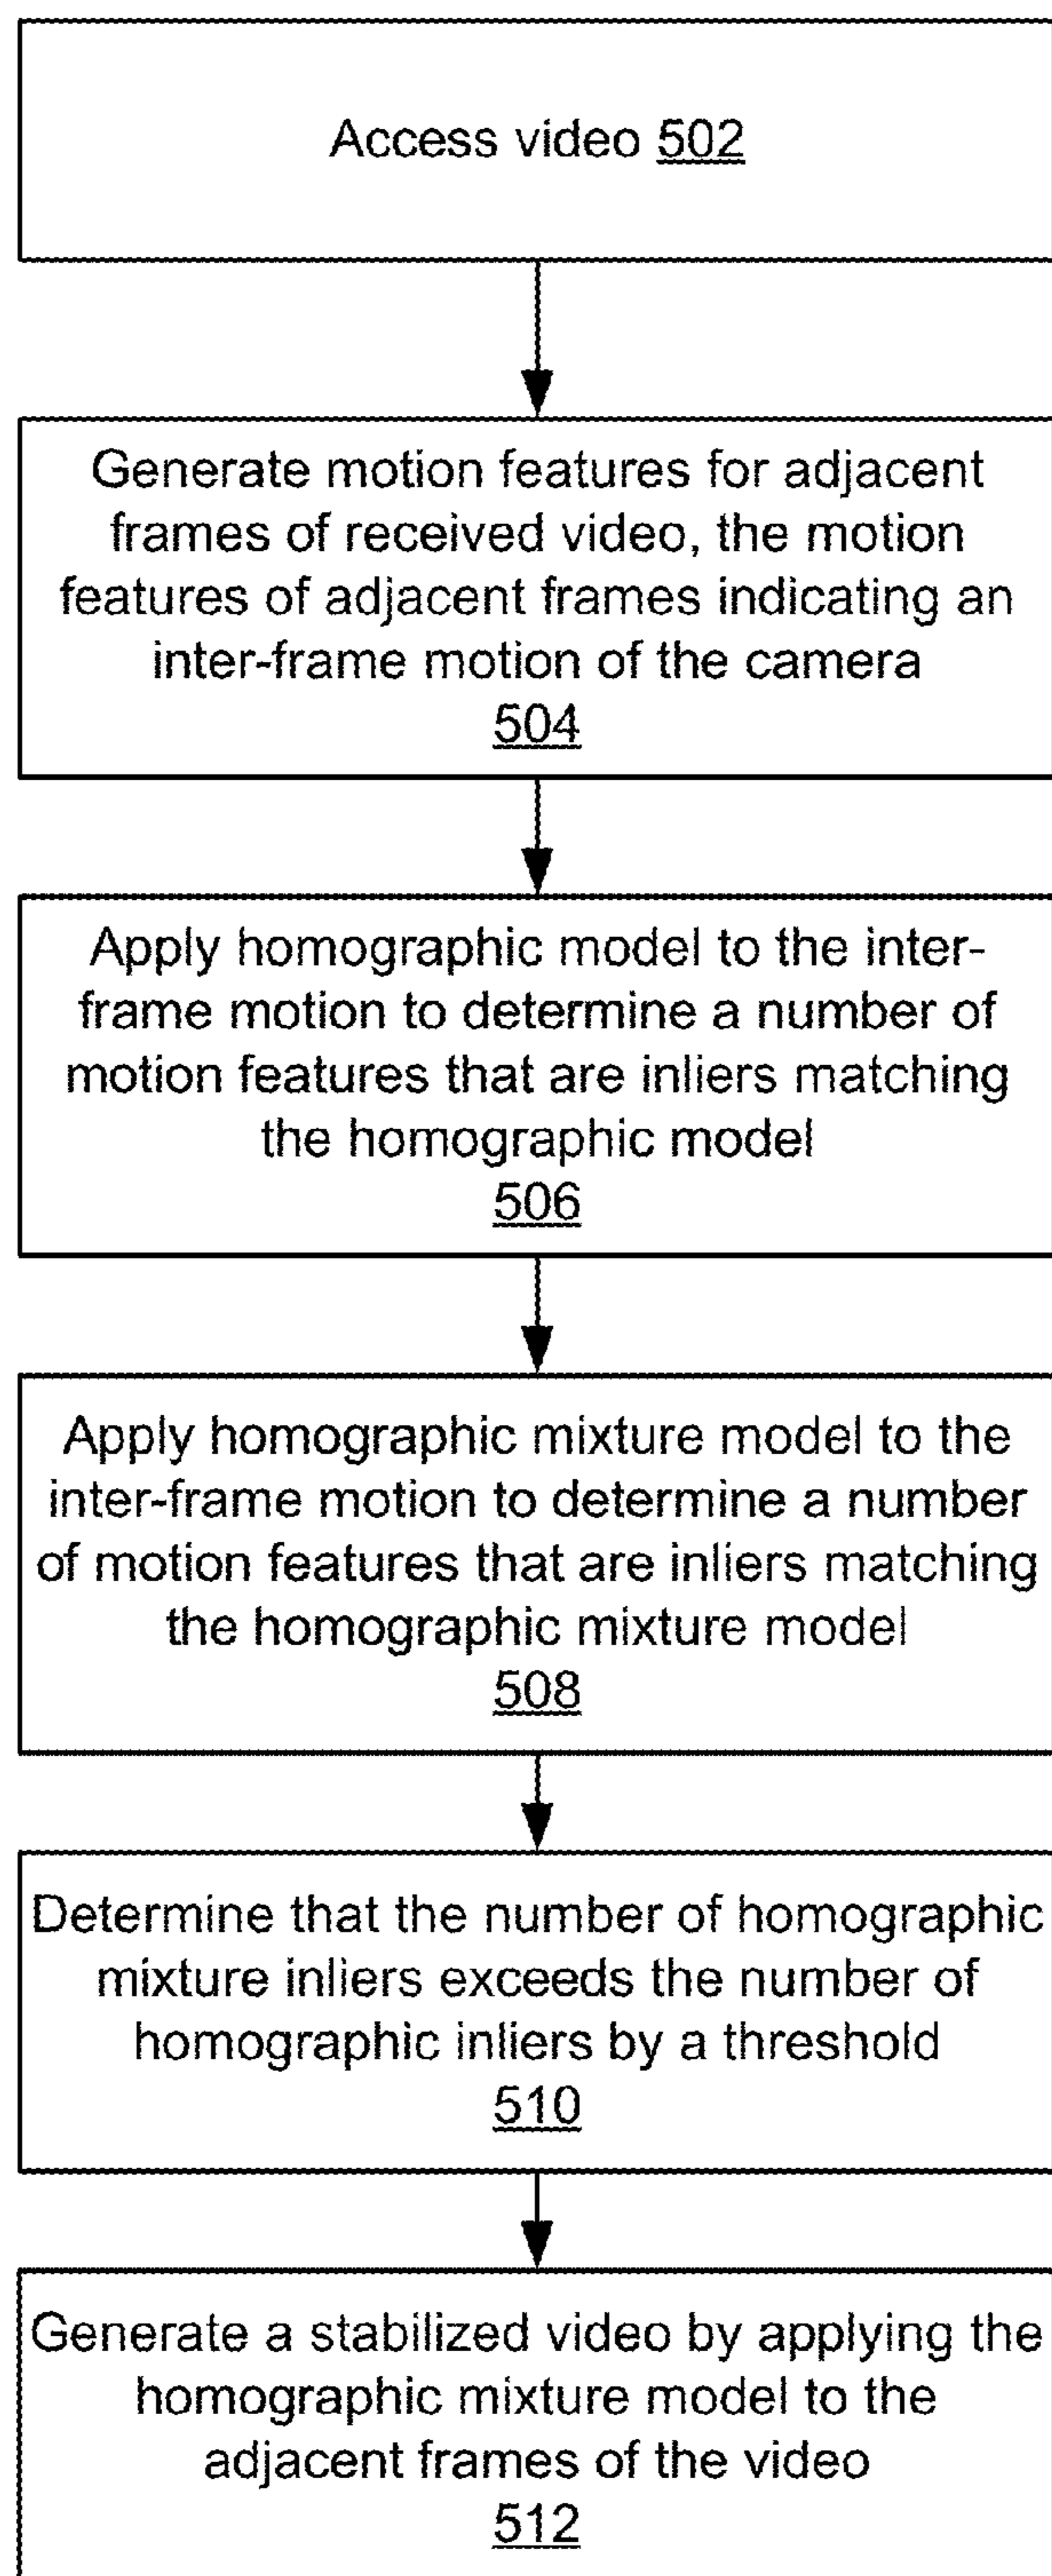 Access video 502
Generate motion features for adjacent
frames of received video, the motion
features of adjacent frames indicating an
inter-frame motion of the camera
504
Apply homographic model to the inter-
frame motion to determine a number of
motion features that are inliers matching
the homographic model
506
Apply homographic mixture model to the
inter-frame motion to determine a number
of motion features that are inliers matching
the homographic mixture model
508
Determine that the number of homographic
mixture inliers exceeds the number of
homographic inliers by a threshold
510
Generate a stabilized video by applying the
homographic mixture model to the
adjacent frames of the video
512